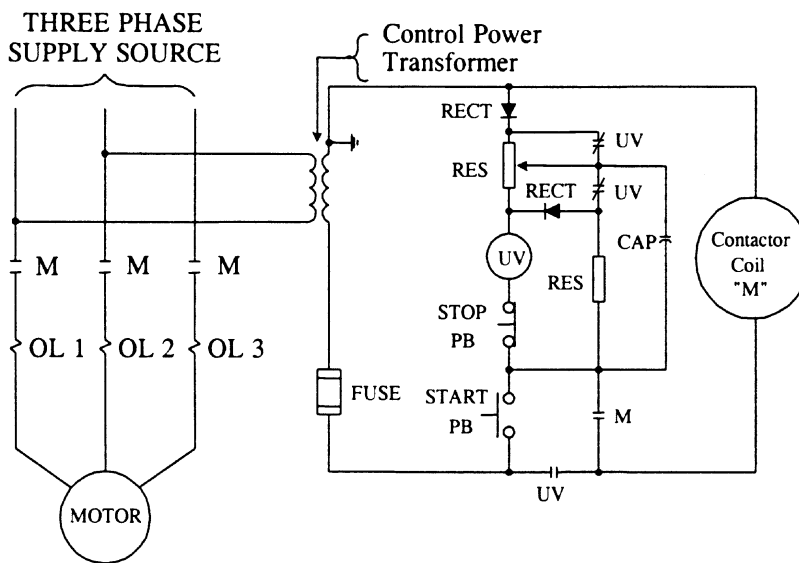 THREE PHASE
SUPPLY SOURCE
Control Power
Transformer
RECT
UV
RES
UV
RECT
UV
CAP
Contactor
Coil
"M"
RES
M
M
M
STOP
PB
OL 1
OL 2
OL 3
FUSE
START
PB
M
UV
MOTOR